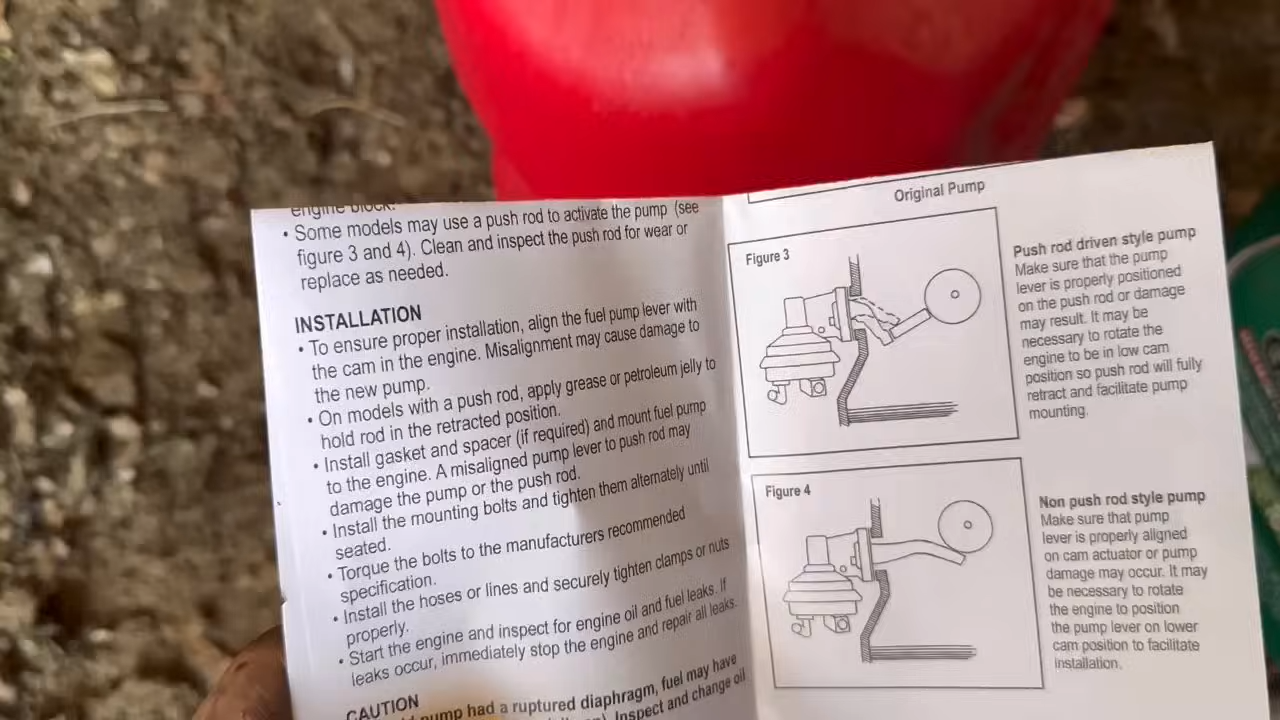 engine block.
• Some models may use a push rod to activate the pump (see
figure 3 and 4). Clean and inspect the push rod for wear or
replace as needed.
INSTALLATION
• To ensure proper installation, align the fuel pump lever with
the cam in the engine. Misalignment may cause damage to
the new pump.
• On models with a push rod, apply grease or petroleum jelly to
hold rod in the retracted position.
• Install gasket and spacer (if required) and mount fuel pump
to the engine. A misaligned pump lever to push rod may
damage the pump or the push rod.
• Install the mounting bolts and tighten them alternately until
seated.
• Torque the bolts to the manufacturers recommended
specification.
• Install the hoses or lines and securely tighten clamps or nuts
properly.
• Start the engine and inspect for engine oil and fuel leaks. If
leaks occur, immediately stop the engine and repair all leaks.
CAUTION
pump had a ruptured diaphragm, fuel may have
Inspect and change oil
Original Pump
Figure 3
Push rod driven style pump
Make sure that the pump
lever is properly positioned
on the push rod or damage
may result. It may be
necessary to rotate the
engine to be in low cam
position so push rod will fully
retract and facilitate pump
mounting.
Figure 4
Non push rod style pump
Make sure that pump
lever is properly aligned
on cam actuator or pump
damage may occur. It may
be necessary to rotate
the engine to position
the pump lever on lower
cam position to facilitate
installation.